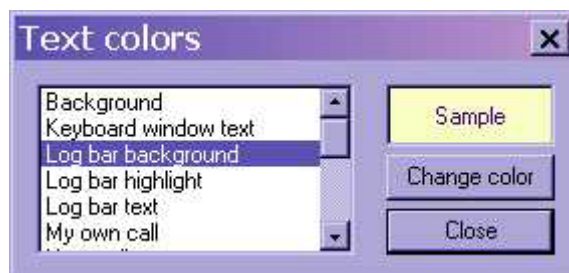 Text colors
Background
Keyboard window text
Log bar background
Log bar highlight
Log bar text
My own call
Sample
Change color
Close